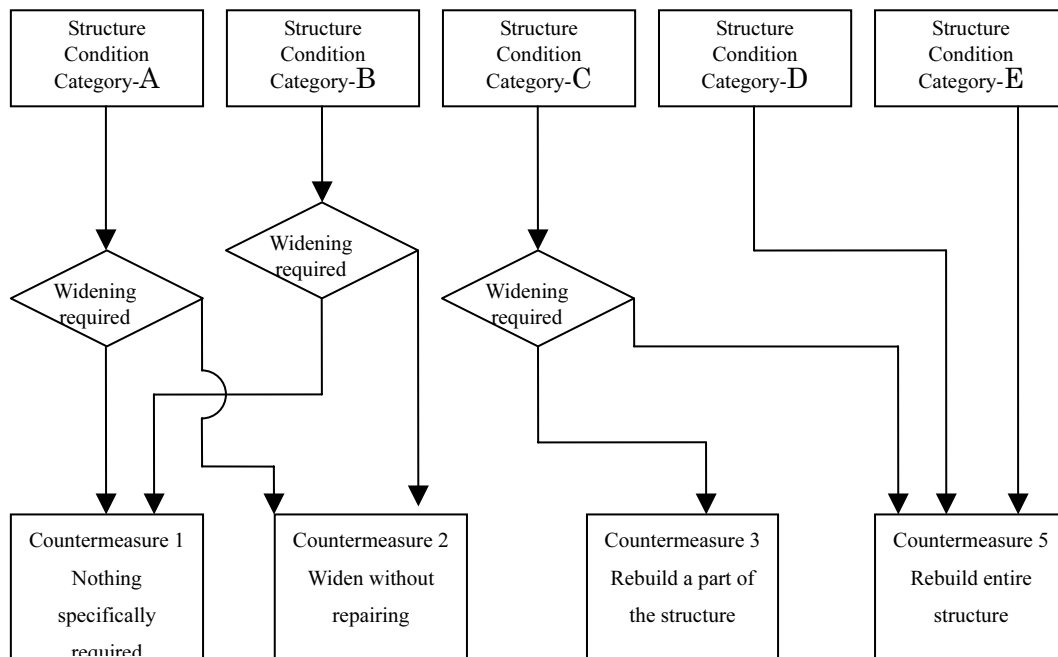 Structure
Condition
Category-A
Structure
Condition
Category-B
Structure
Condition
Category-C
Structure
Condition
Category-D
Structure
Condition
Category-E
Widening
required
Widening
required
Widening
required
Countermeasure 1
Nothing
specifically
required
Countermeasure 2
Widen without
repairing
Countermeasure 3
Rebuild a part of
the structure
Countermeasure 5
Rebuild entire
structure